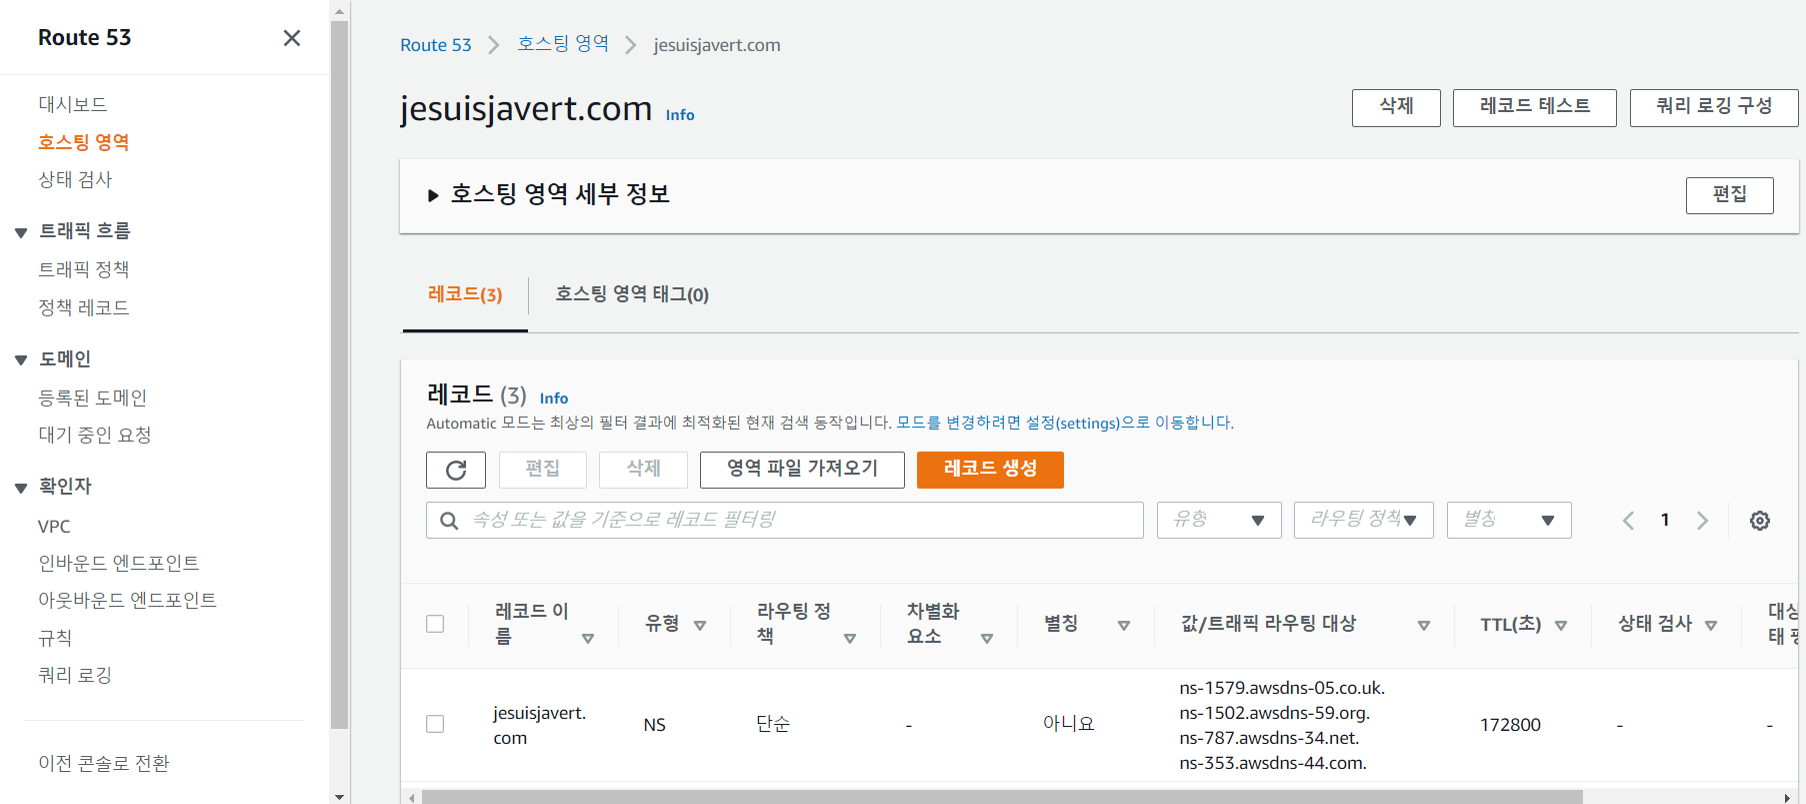 Route 53
대시보드
호스팅 영역
상태 검사
트래픽 흐름
트래픽 정책
정책 레코드
도메인
등록된 도메인
대기 중인 요청
확인자
VPC
인바운드 엔드포인트
아웃바운드 엔드포인트
규칙
쿼리 로깅
이전 콘솔로 전환
Route 53 호스팅 영역 jesuisjavert.com
jesuisjavert.com Info
삭제 레코드 테스트 쿼리 로깅 구성
호스팅 영역 세부 정보 편집
레코드(3) 호스팅 영역 태그(0)
레코드 (3) Info
Automatic 모드는 최상의 필터 결과에 최적화된 현재 검색 동작입니다. 모드를 변경하려면 설정(settings)으로 이동합니다.
편집 삭제 영역 파일 가져오기 레코드 생성
속성 또는 값을 기준으로 레코드 필터링 유형 라우팅 정책 별칭 1
레코드 이
름
유형
라우팅 정
책
차별화
요소
별칭
값/트래픽 라우팅 대상
TTL(초)
상태 검사
대상
태
jesuisjavert.
com
NS
단순
-
아니요
ns-1579.awsdns-05.co.uk.
ns-1502.awsdns-59.org.
ns-787.awsdns-34.net.
ns-353.awsdns-44.com.
172800
-
-